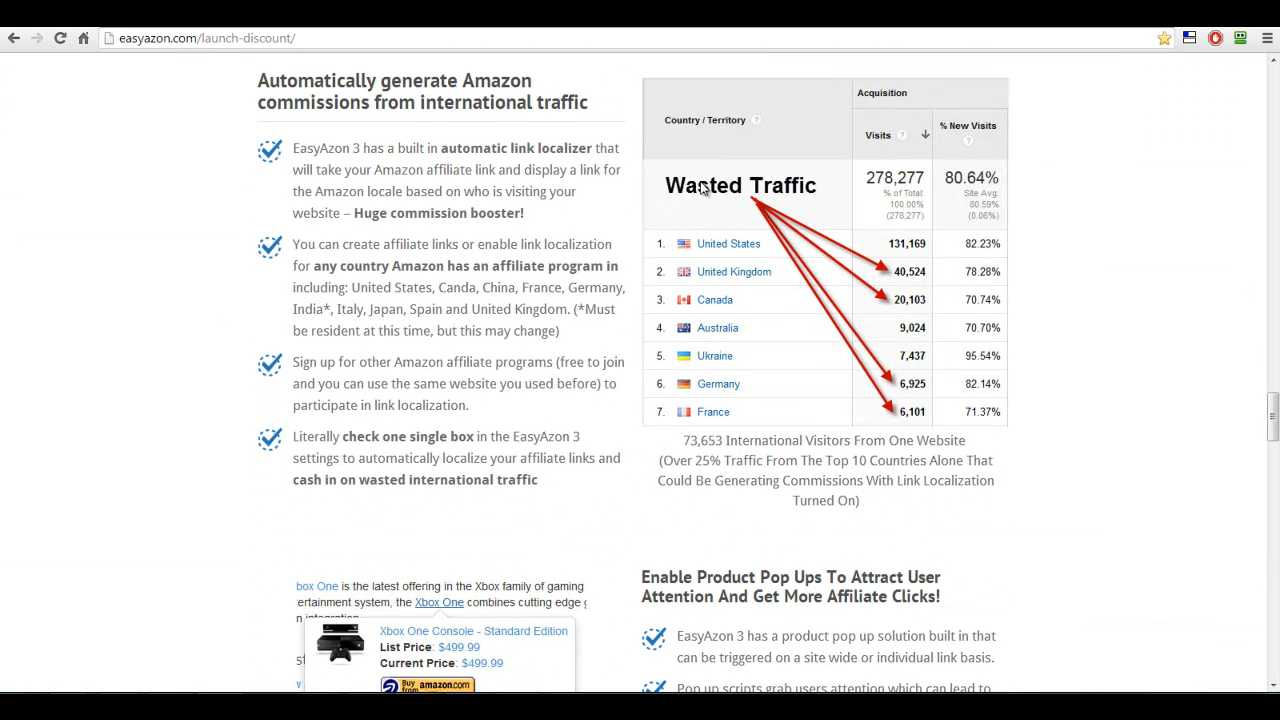 easyazon.com/launch-discount/
Automatically generate Amazon
commissions from international traffic
EasyAzon 3 has a built in automatic link localizer that
will take your Amazon affiliate link and display a link for
the Amazon locale based on who is visiting your
website – Huge commission booster!
You can create affiliate links or enable link localization
for any country Amazon has an affiliate program in
including: United States, Canda, China, France, Germany,
India*, Italy, Japan, Spain and United Kingdom. (*Must
be resident at this time, but this may change)
Sign up for other Amazon affiliate programs (free to join
and you can use the same website you used before) to
participate in link localization.
Literally check one single box in the EasyAzon 3
settings to automatically localize your affiliate links and
cash in on wasted international traffic
Acquisition
Country / Territory ?
Visits ?
% New Visits
?
Wasted Traffic
278,277
% of Total:
100.00%
(278,277)
80.64%
Site Avg:
80.59%
(0.06%)
1. United States 131,169 82.23%
2. United Kingdom 40,524 78.28%
3. Canada 20,103 70.74%
4. Australia 9,024 70.70%
5. Ukraine 7,437 95.54%
6. Germany 6,925 82.14%
7. France 6,101 71.37%
73,653 International Visitors From One Website
(Over 25% Traffic From The Top 10 Countries Alone That
Could Be Generating Commissions With Link Localization
Turned On)
box One is the latest offering in the Xbox family of gaming
ertainment system, the Xbox One combines cutting edge
Xbox One Console - Standard Edition
List Price: $499.99
Current Price: $499.99
Buy from amazon.com
Enable Product Pop Ups To Attract User
Attention And Get More Affiliate Clicks!
EasyAzon 3 has a product pop up solution built in that
can be triggered on a site wide or individual link basis.
Pop up scripts grab users attention which can lead to